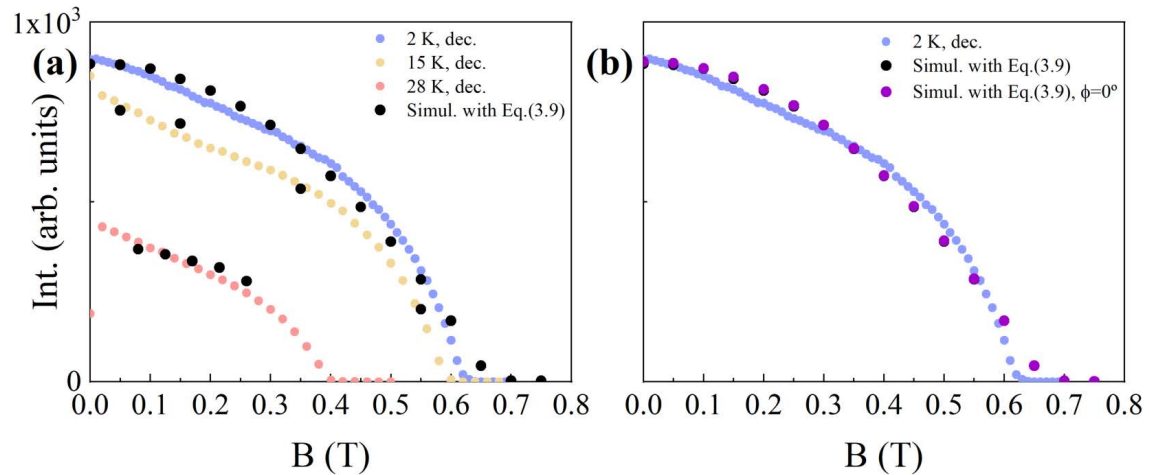 1x10³
(a)
2 K, dec.
15 K, dec.
28 K, dec.
Simul. with Eq.(3.9)
Int. (arb. units)
0
0.0 0.1 0.2 0.3 0.4 0.5 0.6 0.7 0.8
B (T)
(b)
2 K, dec.
Simul. with Eq.(3.9)
Simul. with Eq.(3.9), ϕ=0º
0.0 0.1 0.2 0.3 0.4 0.5 0.6 0.7 0.8
B (T)